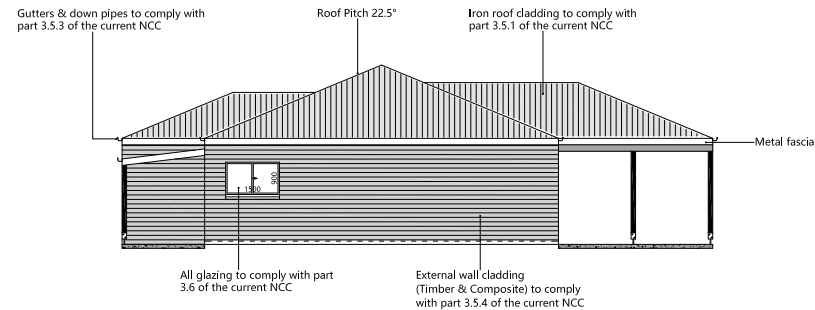 Gutters & down pipes to comply with
part 3.5.3 of the current NCC
Roof Pitch 22.5°
Iron roof cladding to comply with
part 3.5.1 of the current NCC
Metal fascia
900
1500
All glazing to comply with part
3.6 of the current NCC
External wall cladding
(Timber & Composite) to comply
with part 3.5.4 of the current NCC